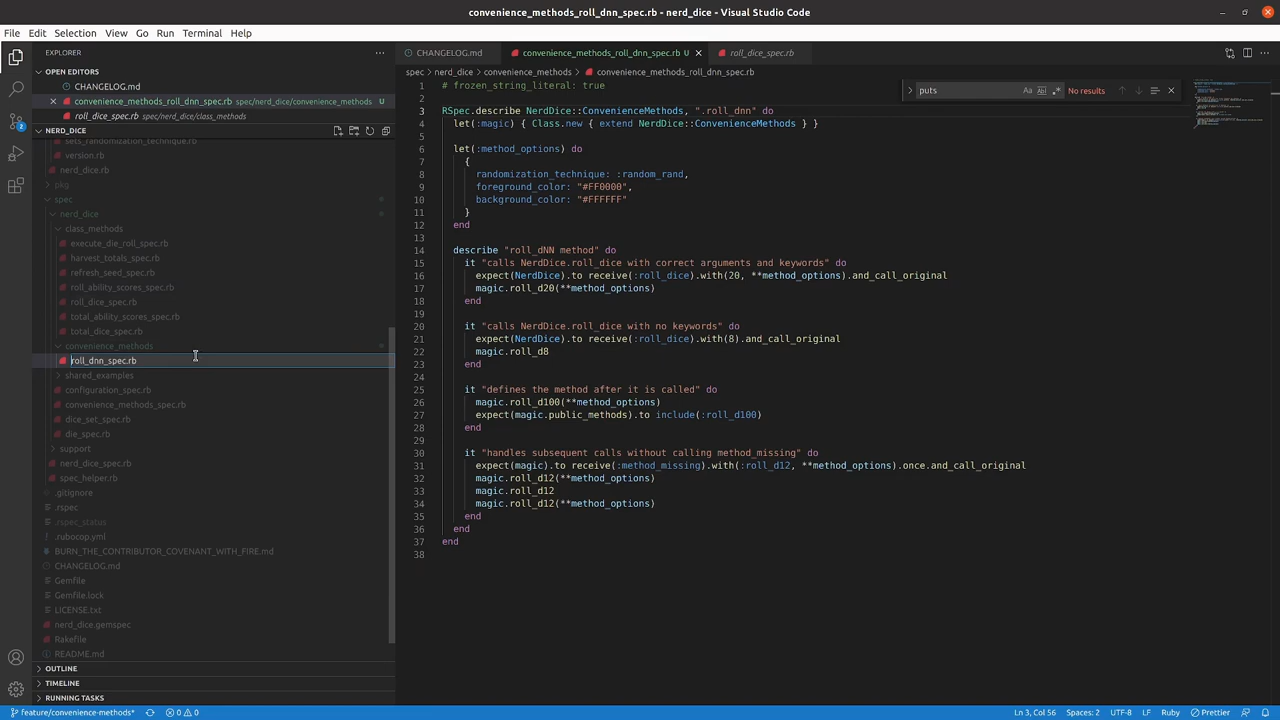 convenience_methods_roll_dnn_spec.rb - nerd_dice - Visual Studio Code
File Edit Selection View Go Run Terminal Help
EXPLORER
OPEN EDITORS
CHANGELOG.md
convenience_methods_roll_dnn_spec.rb spec/nerd_dice/convenience_methods U
roll_dice_spec.rb spec/nerd_dice/class_methods
NERD_DICE
sets_randomization_technique.rb
version.rb
nerd_dice.rb
pkg
spec
nerd_dice
class_methods
execute_die_roll_spec.rb
harvest_totals_spec.rb
refresh_seed_spec.rb
roll_ability_scores_spec.rb
roll_dice_spec.rb
total_ability_scores_spec.rb
total_dice_spec.rb
convenience_methods
roll_dnn_spec.rb
shared_examples
configuration_spec.rb
convenience_methods_spec.rb
dice_set_spec.rb
die_spec.rb
support
nerd_dice_spec.rb
spec_helper.rb
.gitignore
.rspec
.rspec_status
.rubocop.yml
BURN_THE_CONTRIBUTOR_COVENANT_WITH_FIRE.md
CHANGELOG.md
Gemfile
Gemfile.lock
LICENSE.txt
nerd_dice.gemspec
Rakefile
README.md
OUTLINE
TIMELINE
RUNNING TASKS
CHANGELOG.md convenience_methods_roll_dnn_spec.rb U roll_dice_spec.rb
spec > nerd_dice > convenience_methods > convenience_methods_roll_dnn_spec.rb
puts Aa Abl .* No results
1 # frozen_string_literal: true
2
3 RSpec.describe NerdDice::ConvenienceMethods, ".roll_dnn" do
4 let(:magic) { Class.new { extend NerdDice::ConvenienceMethods } }
5
6 let(:method_options) do
7 {
8 randomization_technique: :random_rand,
9 foreground_color: "#FF0000",
10 background_color: "#FFFFFF"
11 }
12 end
13
14 describe "roll_dNN method" do
15 it "calls NerdDice.roll_dice with correct arguments and keywords" do
16 expect(NerdDice).to receive(:roll_dice).with(20, **method_options).and_call_original
17 magic.roll_d20(**method_options)
18 end
19
20 it "calls NerdDice.roll_dice with no keywords" do
21 expect(NerdDice).to receive(:roll_dice).with(8).and_call_original
22 magic.roll_d8
23 end
24
25 it "defines the method after it is called" do
26 magic.roll_d100(**method_options)
27 expect(magic.public_methods).to include(:roll_d100)
28 end
29
30 it "handles subsequent calls without calling method_missing" do
31 expect(magic).to receive(:method_missing).with(:roll_d12, **method_options).once.and_call_original
32 magic.roll_d12(**method_options)
33 magic.roll_d12
34 magic.roll_d12(**method_options)
35 end
36 end
37 end
38
feature/convenience-methods* 0 0 Ln 3, Col 56 Spaces: 2 UTF-8 LF Ruby Prettier